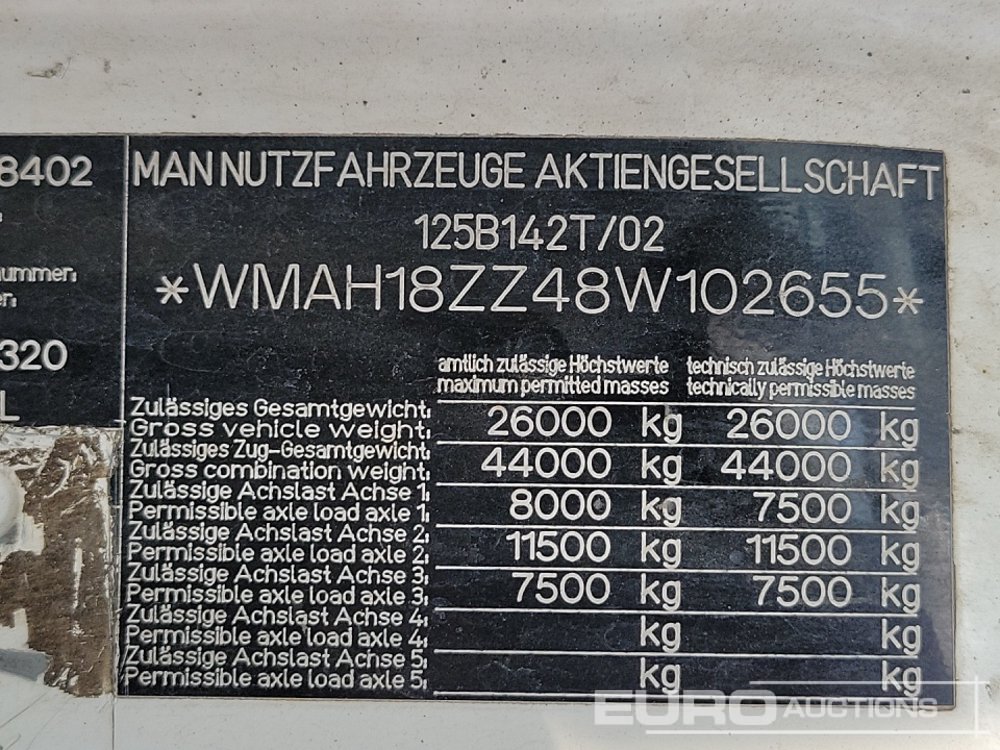 8402
MAN NUTZFAHRZEUGE AKTIENGESELLSCHAFT
125B142T/02
nummer:
*WMAH18ZZ48W102655*
320
L
amtlich zulässige Höchstwerte technisch zulässige Höchstwerte
maximum permitted masses technically permissible masses
Zulässiges Gesamtgewicht:
Gross vehicle weight: 26000 kg 26000 kg
Zulässiges Zug-Gesamtgewicht:
Gross combination weight: 44000 kg 44000 kg
Zulässige Achslast Achse 1:
Permissible axle load axle 1: 8000 kg 7500 kg
Zulässige Achslast Achse 2:
Permissible axle load axle 2: 11500 kg 11500 kg
Zulässige Achslast Achse 3:
Permissible axle load axle 3: 7500 kg 7500 kg
Zulässige Achslast Achse 4:
Permissible axle load axle 4: kg kg
Zulässige Achslast Achse 5:
Permissible axle load axle 5: kg kg
EURO AUCTIONS